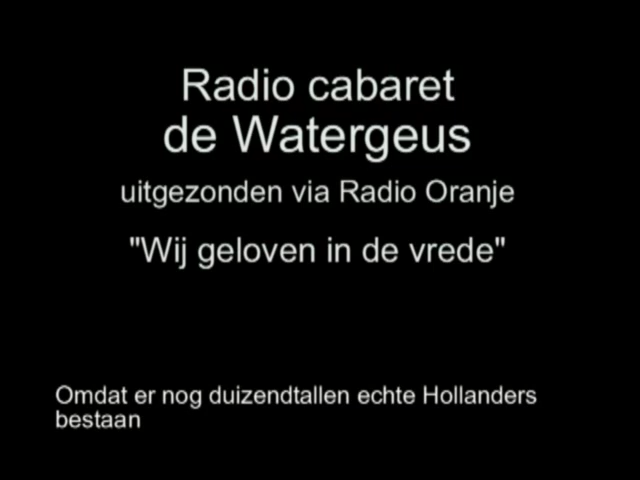 Radio cabaret
de Watergeus
uitgezonden via Radio Oranje
"Wij geloven in de vrede"
Omdat er nog duizendtallen echte Hollanders
bestaan